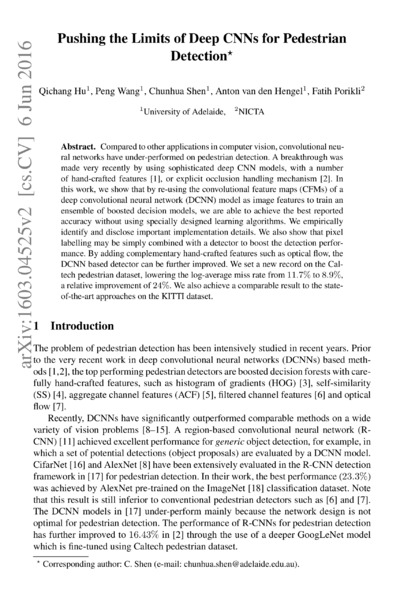 Pushing the Limits of Deep CNNs for Pedestrian
Detection⋆
Qichang Hu1, Peng Wang1, Chunhua Shen1, Anton van den Hengel1, Fatih Porikli2
1University of Adelaide, 2NICTA
Abstract. Compared to other applications in computer vision, convolutional neu-
ral networks have under-performed on pedestrian detection. A breakthrough was
made very recently by using sophisticated deep CNN models, with a number
of hand-crafted features [1], or explicit occlusion handling mechanism [2]. In
this work, we show that by re-using the convolutional feature maps (CFMs) of a
deep convolutional neural network (DCNN) model as image features to train an
ensemble of boosted decision models, we are able to achieve the best reported
accuracy without using specially designed learning algorithms. We empirically
identify and disclose important implementation details. We also show that pixel
labelling may be simply combined with a detector to boost the detection perfor-
mance. By adding complementary hand-crafted features such as optical flow, the
DCNN based detector can be further improved. We set a new record on the Cal-
tech pedestrian dataset, lowering the log-average miss rate from 11.7% to 8.9%,
a relative improvement of 24%. We also achieve a comparable result to the state-
of-the-art approaches on the KITTI dataset.
1 Introduction
The problem of pedestrian detection has been intensively studied in recent years. Prior
to the very recent work in deep convolutional neural networks (DCNNs) based meth-
ods [1,2], the top performing pedestrian detectors are boosted decision forests with care-
fully hand-crafted features, such as histogram of gradients (HOG) [3], self-similarity
(SS) [4], aggregate channel features (ACF) [5], filtered channel features [6] and optical
flow [7].
Recently, DCNNs have significantly outperformed comparable methods on a wide
variety of vision problems [8–15]. A region-based convolutional neural network (R-
CNN) [11] achieved excellent performance for generic object detection, for example, in
which a set of potential detections (object proposals) are evaluated by a DCNN model.
CifarNet [16] and AlexNet [8] have been extensively evaluated in the R-CNN detection
framework in [17] for pedestrian detection. In their work, the best performance (23.3%)
was achieved by AlexNet pre-trained on the ImageNet [18] classification dataset. Note
that this result is still inferior to conventional pedestrian detectors such as [6] and [7].
The DCNN models in [17] under-perform mainly because the network design is not
optimal for pedestrian detection. The performance of R-CNNs for pedestrian detection
has further improved to 16.43% in [2] through the use of a deeper GoogLeNet model
which is fine-tuned using Caltech pedestrian dataset.
⋆ Corresponding author: C. Shen (e-mail: chunhua.shen@adelaide.edu.au).
arXiv:1603.04525v2 [cs.CV] 6 Jun 2016